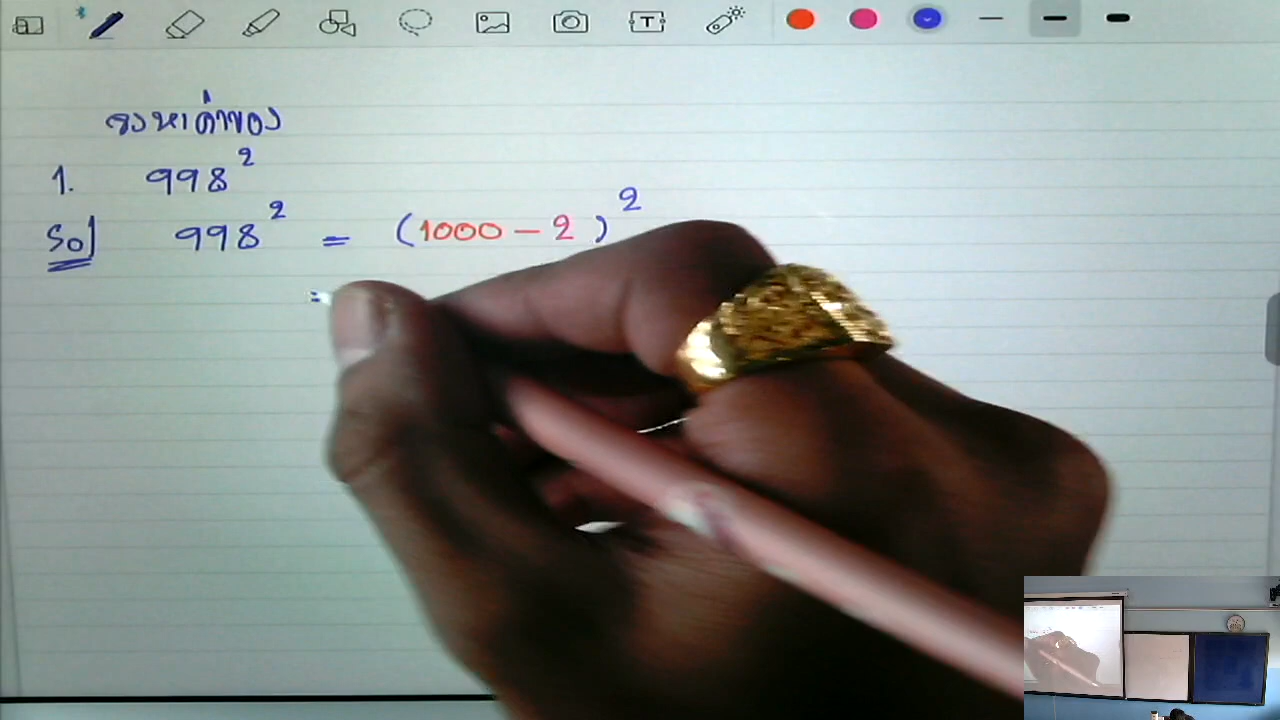 จงหาค่าของ
1. 998²
Sol 998² = (1000 - 2)²
=